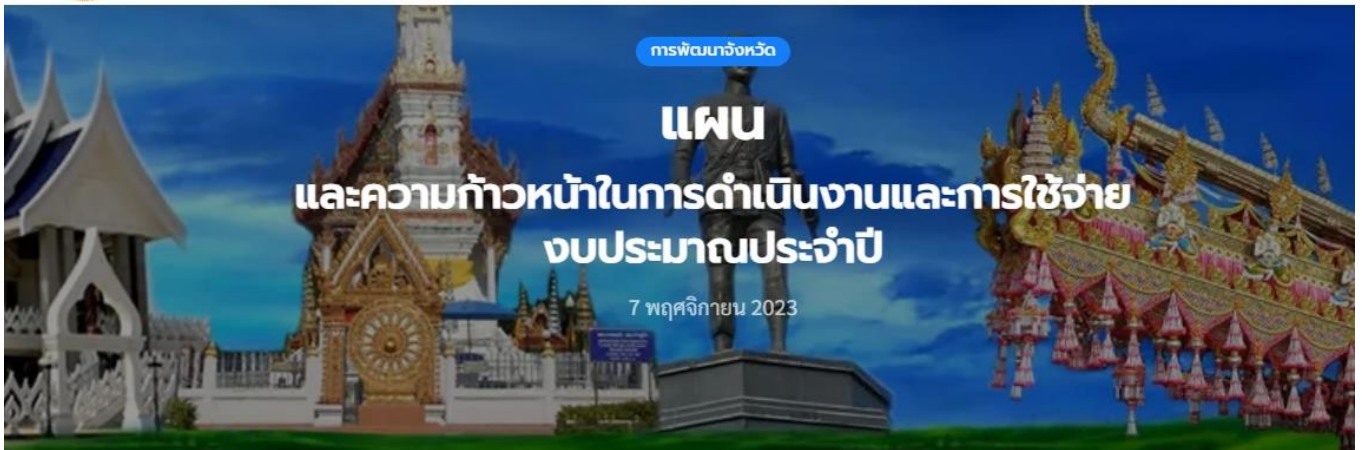 การพัฒนาจังหวัด
แผน
และความก้าวหน้าในการดำเนินงานและการใช้จ่าย
งบประมาณประจำปี
7 พฤศจิกายน 2023